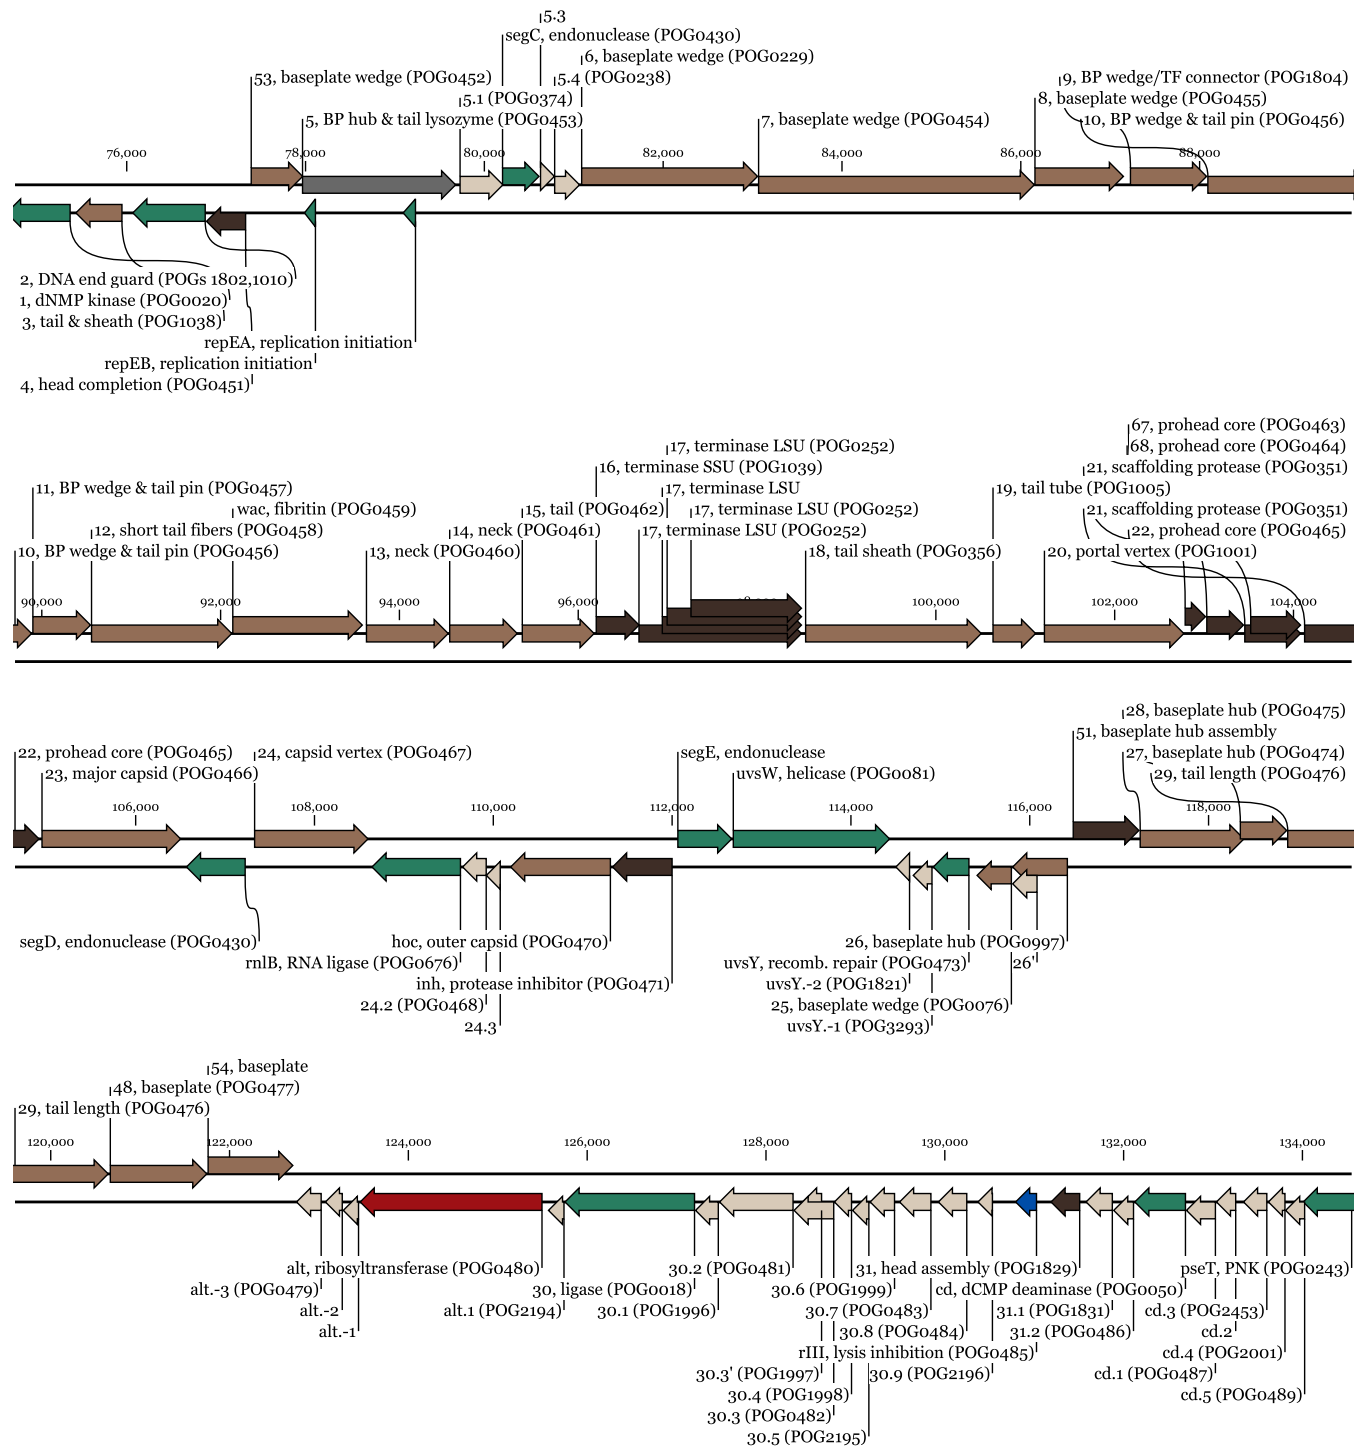 5.3
segC, endonuclease (POG0430)
6, baseplate wedge (POG0229)
53, baseplate wedge (POG0452)
5.4 (POG0238)
9, BP wedge/TF connector (POG1804)
5.1 (POG0374)
8, baseplate wedge (POG0455)
5, BP hub & tail lysozyme (POG0453)
7, baseplate wedge (POG0454)
10, BP wedge & tail pin (POG0456)
76,000 78,000 80,000 82,000 84,000 86,000 88,000
2, DNA end guard (POGs 1802,1010)
1, dNMP kinase (POG0020)
3, tail & sheath (POG1038)
repEA, replication initiation
repEB, replication initiation
4, head completion (POG0451)
67, prohead core (POG0463)
17, terminase LSU (POG0252)
68, prohead core (POG0464)
16, terminase SSU (POG1039)
21, scaffolding protease (POG0351)
11, BP wedge & tail pin (POG0457)
17, terminase LSU
19, tail tube (POG1005)
wac, fibritin (POG0459)
15, tail (POG0462)
17, terminase LSU (POG0252)
21, scaffolding protease (POG0351)
12, short tail fibers (POG0458)
14, neck (POG0461)
17, terminase LSU (POG0252)
22, prohead core (POG0465)
10, BP wedge & tail pin (POG0456)
13, neck (POG0460)
18, tail sheath (POG0356)
20, portal vertex (POG1001)
90,000 92,000 94,000 96,000 100,000 102,000 104,000
28, baseplate hub (POG0475)
51, baseplate hub assembly
22, prohead core (POG0465)
24, capsid vertex (POG0467)
segE, endonuclease
27, baseplate hub (POG0474)
23, major capsid (POG0466)
uvsW, helicase (POG0081)
29, tail length (POG0476)
106,000 108,000 110,000 112,000 114,000 116,000 118,000
segD, endonuclease (POG0430)
hoc, outer capsid (POG0470)
26, baseplate hub (POG0997)
rnlB, RNA ligase (POG0676)
uvsY, recomb. repair (POG0473)
26'
inh, protease inhibitor (POG0471)
uvsY.-2 (POG1821)
24.2 (POG0468)
25, baseplate wedge (POG0076)
24.3
uvsY.-1 (POG3293)
54, baseplate
48, baseplate (POG0477)
29, tail length (POG0476)
120,000 122,000 124,000 126,000 128,000 130,000 132,000 134,000
alt, ribosyltransferase (POG0480)
30.2 (POG0481)
31, head assembly (POG1829)
pseT, PNK (POG0243)
alt.-3 (POG0479)
30, ligase (POG0018)
30.6 (POG1999)
cd, dCMP deaminase (POG0050)
alt.-2
alt.1 (POG2194)
30.1 (POG1996)
30.7 (POG0483)
31.1 (POG1831)
cd.3 (POG2453)
alt.-1
30.8 (POG0484)
31.2 (POG0486)
cd.2
rIII, lysis inhibition (POG0485)
cd.4 (POG2001)
30.3' (POG1997)
30.9 (POG2196)
cd.1 (POG0487)
30.4 (POG1998)
cd.5 (POG0489)
30.3 (POG0482)
30.5 (POG2195)